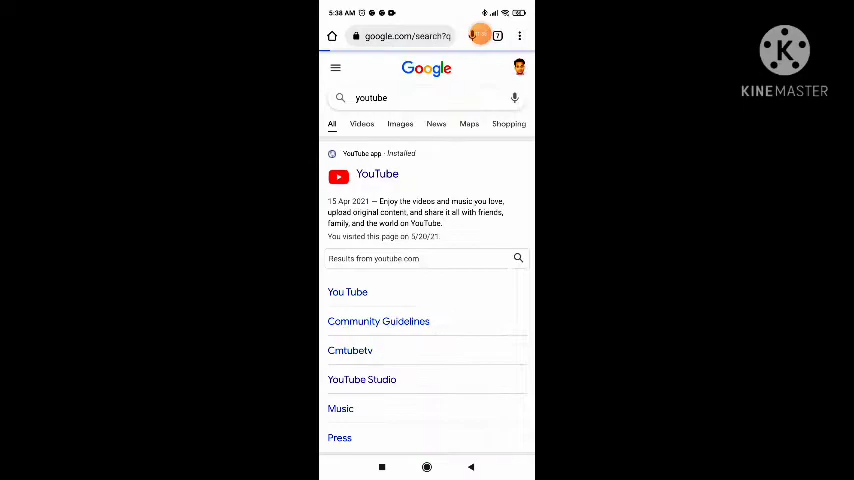 5:38 AM
google.com/search?q
7
KINEMASTER
Google
youtube
All Videos Images News Maps Shopping
YouTube app · Installed
YouTube
15 Apr 2021 — Enjoy the videos and music you love,
upload original content, and share it all with friends,
family, and the world on YouTube.
You visited this page on 5/20/21.
Results from youtube.com
You Tube
Community Guidelines
Cmtubetv
YouTube Studio
Music
Press